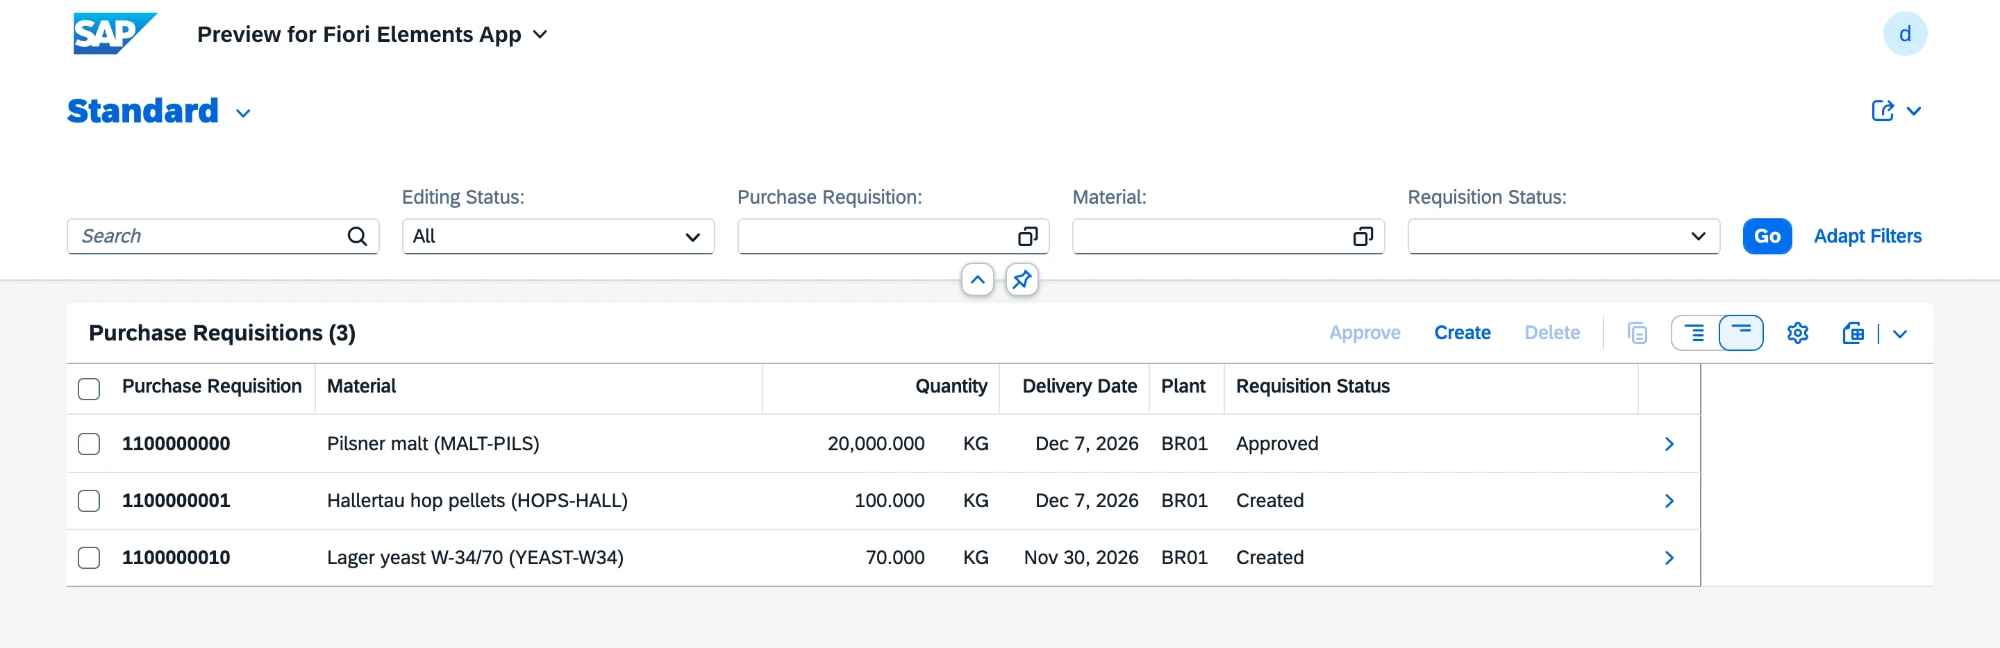 SAP Preview for Fiori Elements App d
Standard
Editing Status: Purchase Requisition: Material: Requisition Status:
Search All Go Adapt Filters
Purchase Requisitions (3) Approve Create Delete
Purchase Requisition Material Quantity Delivery Date Plant Requisition Status
1100000000 Pilsner malt (MALT-PILS) 20,000.000 KG Dec 7, 2026 BR01 Approved
1100000001 Hallertau hop pellets (HOPS-HALL) 100.000 KG Dec 7, 2026 BR01 Created
1100000010 Lager yeast W-34/70 (YEAST-W34) 70.000 KG Nov 30, 2026 BR01 Created